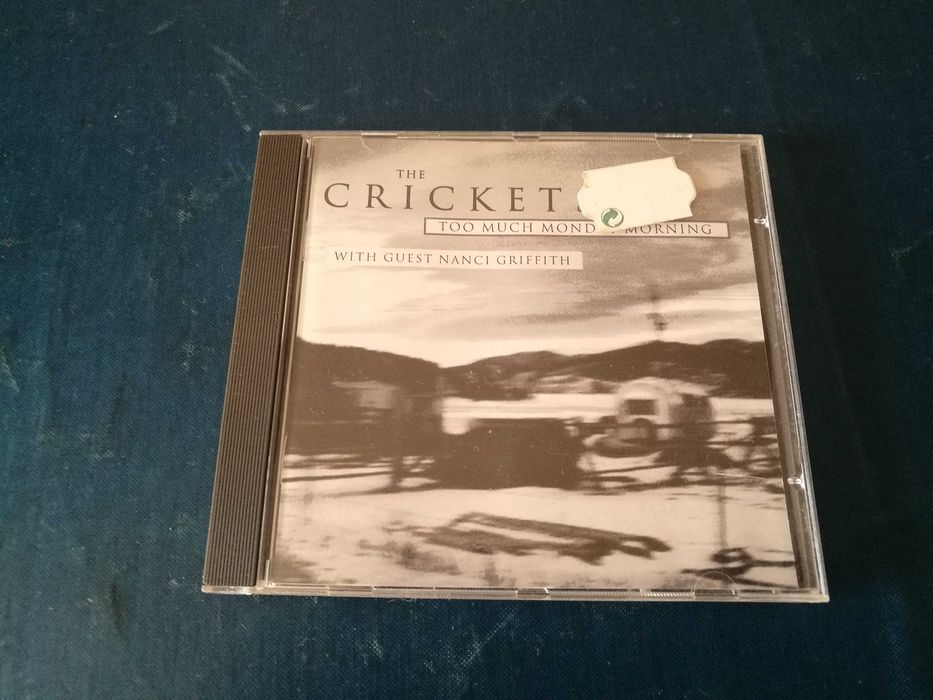 THE
CRICKET
TOO MUCH MOND MORNING
WITH GUEST NANCI GRIFFITH